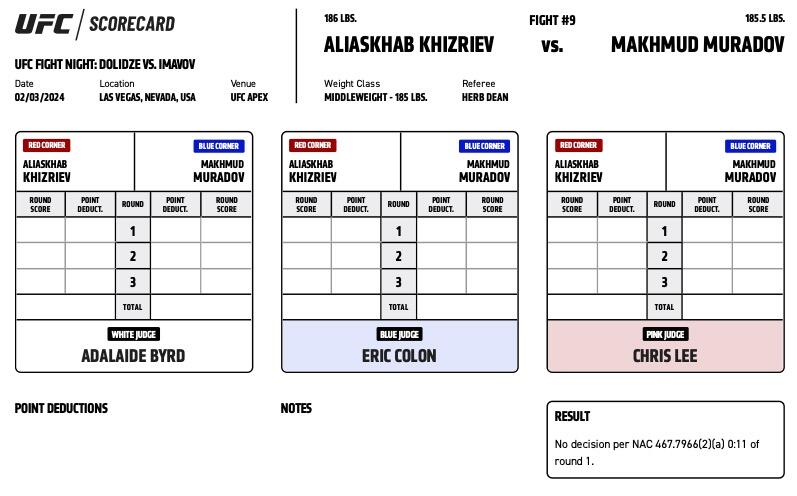 UFC SCORECARD
UFC FIGHT NIGHT: DOLIDZE VS. IMAVOV
Date Location Venue
02/03/2024 LAS VEGAS, NEVADA, USA UFC APEX
186 LBS. FIGHT #9 185.5 LBS.
ALIASKHAB KHIZRIEV vs. MAKHMUD MURADOV
Weight Class Referee
MIDDLEWEIGHT - 185 LBS. HERB DEAN
RED CORNER BLUE CORNER
ALIASKHAB MAKHMUD
KHIZRIEV MURADOV
ROUND POINT ROUND POINT ROUND
SCORE DEDUCT. DEDUCT. SCORE
1
2
3
TOTAL
WHITE JUDGE
ADALAIDE BYRD
RED CORNER BLUE CORNER
ALIASKHAB MAKHMUD
KHIZRIEV MURADOV
ROUND POINT ROUND POINT ROUND
SCORE DEDUCT. DEDUCT. SCORE
1
2
3
TOTAL
BLUE JUDGE
ERIC COLON
RED CORNER BLUE CORNER
ALIASKHAB MAKHMUD
KHIZRIEV MURADOV
ROUND POINT ROUND POINT ROUND
SCORE DEDUCT. DEDUCT. SCORE
1
2
3
TOTAL
PINK JUDGE
CHRIS LEE
POINT DEDUCTIONS
NOTES
RESULT
No decision per NAC 467.7966(2)(a) 0:11 of
round 1.